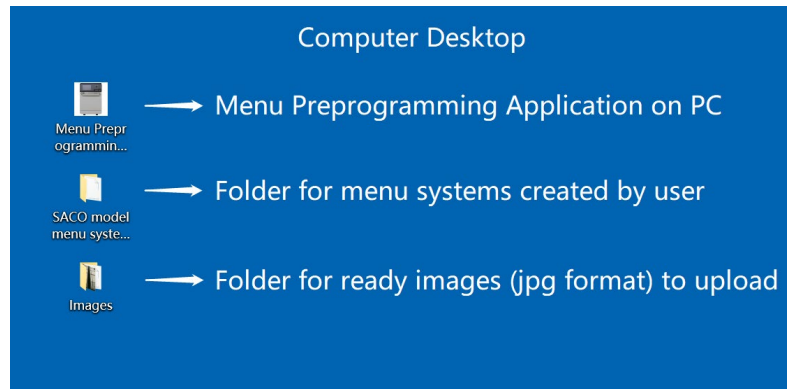 Computer Desktop
Menu Prepr
ogrammin...
Menu Preprogramming Application on PC
SACO model
menu syste...
Folder for menu systems created by user
Images
Folder for ready images (jpg format) to upload